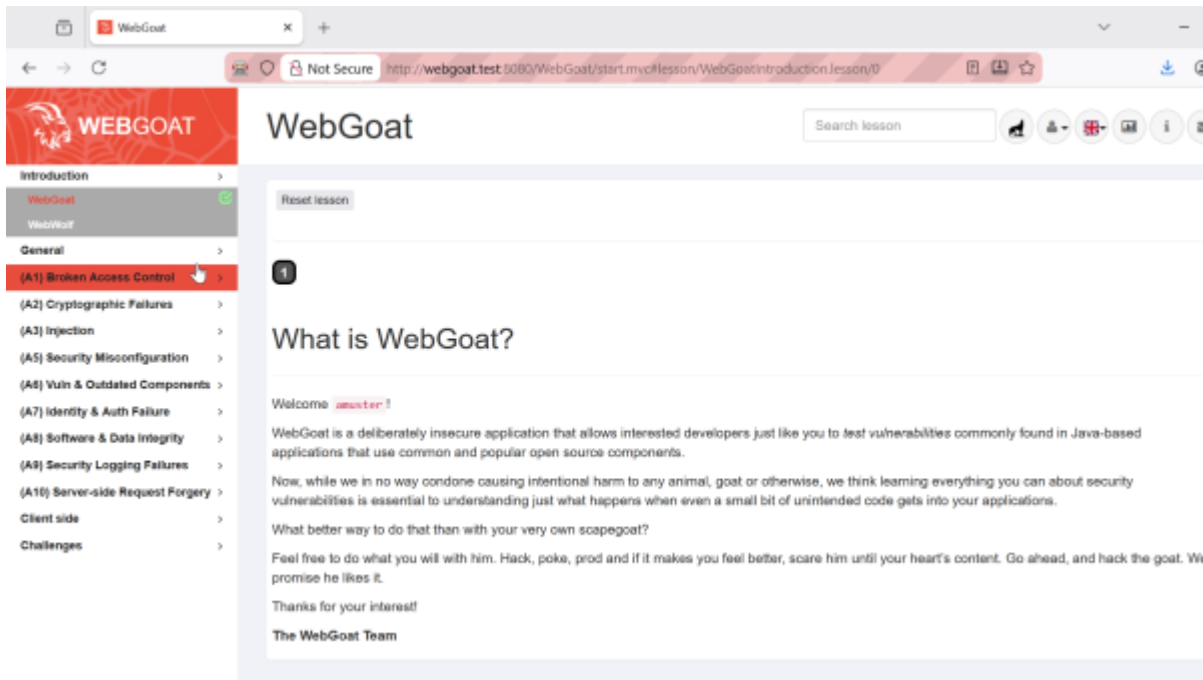 WebGoat
Not Secure http://webgoat.test:8080/WebGoat/start.mvc#lesson/WebGoatIntroduction.lesson/0
WEBGOAT
WebGoat
Search lesson
Introduction
WebGoat
WebWolf
General
(A1) Broken Access Control
(A2) Cryptographic Failures
(A3) Injection
(A5) Security Misconfiguration
(A6) Vuln & Outdated Components
(A7) Identity & Auth Failure
(A8) Software & Data Integrity
(A9) Security Logging Failures
(A10) Server-side Request Forgery
Client side
Challenges
Reset lesson
1
What is WebGoat?
Welcome amuster !
WebGoat is a deliberately insecure application that allows interested developers just like you to test vulnerabilities commonly found in Java-based
applications that use common and popular open source components.
Now, while we in no way condone causing intentional harm to any animal, goat or otherwise, we think learning everything you can about security
vulnerabilities is essential to understanding just what happens when even a small bit of unintended code gets into your applications.
What better way to do that than with your very own scapegoat?
Feel free to do what you will with him. Hack, poke, prod and if it makes you feel better, scare him until your heart's content. Go ahead, and hack the goat. We
promise he likes it.
Thanks for your interest!
The WebGoat Team